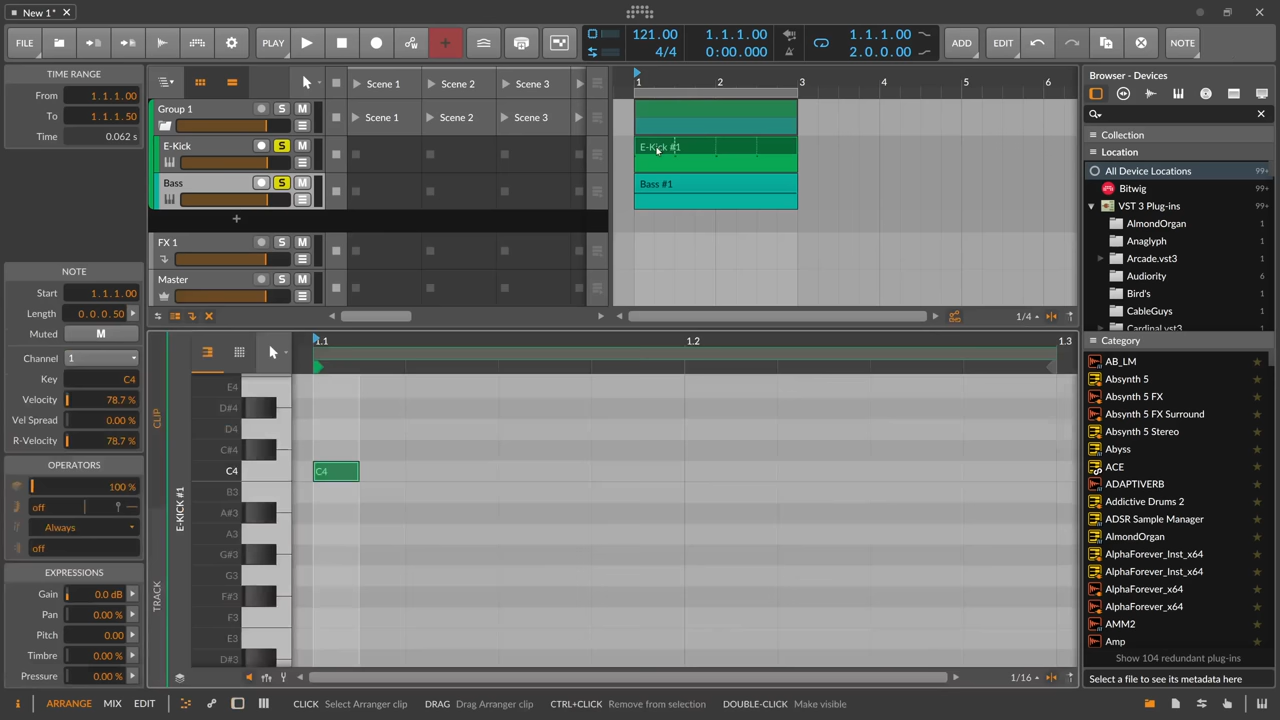 New 1*
FILE
PLAY
121.00
4/4
1.1.1.00
0:00.000
1.1.1.00
2.0.0.00
ADD
EDIT
NOTE
TIME RANGE
From 1.1.1.00
To 1.1.1.50
Time 0.062 s
NOTE
Start 1.1.1.00
Length 0.0.0.50
Muted M
Channel 1
Key C4
Velocity 78.7 %
Vel Spread 0.00 %
R-Velocity 78.7 %
OPERATORS
100 %
off
Always
off
EXPRESSIONS
Gain 0.0 dB
Pan 0.00 %
Pitch 0.00
Timbre 0.00 %
Pressure 0.00 %
Scene 1 Scene 2 Scene 3
Group 1 S M
Scene 1 Scene 2 Scene 3
E-Kick S M
Bass S M
+
FX 1 S M
Master S M
1 2 3 4 5 6
E-Kick #1
Bass #1
1/4
CLIP
E-KICK #1
TRACK
1.1 1.2 1.3
E4
D#4
D4
C#4
C4 C4
B3
A#3
A3
G#3
G3
F#3
F3
E3
D#3
1/16
Browser - Devices
Collection
Location
All Device Locations 99+
Bitwig 99+
VST 3 Plug-ins 99+
AlmondOrgan 1
Anaglyph 1
Arcade.vst3 1
Audiority 6
Bird's 1
CableGuys 1
Cardinal.vst3 1
Category
AB_LM
Absynth 5
Absynth 5 FX
Absynth 5 FX Surround
Absynth 5 Stereo
Abyss
ACE
ADAPTIVERB
Addictive Drums 2
ADSR Sample Manager
AlmondOrgan
AlphaForever_Inst_x64
AlphaForever_Inst_x64
AlphaForever_x64
AlphaForever_x64
AMM2
Amp
Show 104 redundant plug-ins
Select a file to see its metadata here
i ARRANGE MIX EDIT
CLICK Select Arranger clip DRAG Drag Arranger clip CTRL+CLICK Remove from selection DOUBLE-CLICK Make visible